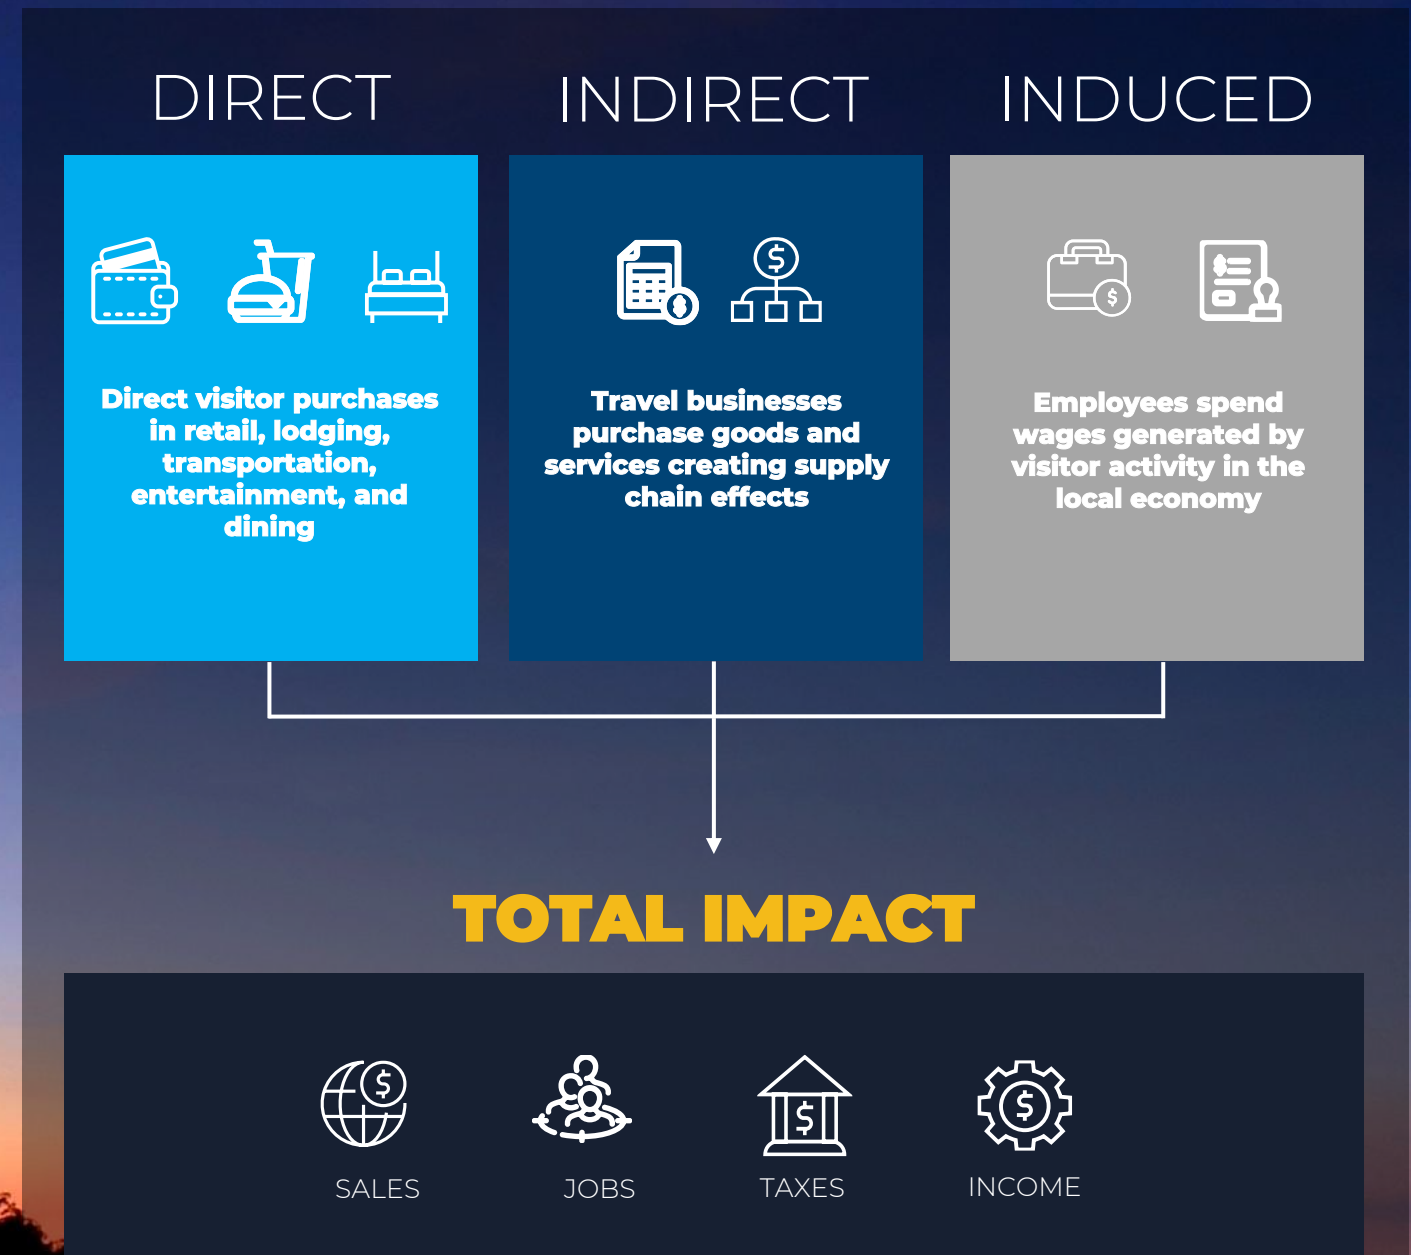 DIRECT
INDIRECT
INDUCED
Direct visitor purchases
in retail, lodging,
transportation,
entertainment, and
dining
Travel businesses
purchase goods and
services creating supply
chain effects
Employees spend
wages generated by
visitor activity in the
local economy
TOTAL IMPACT
SALES
JOBS
TAXES
INCOME